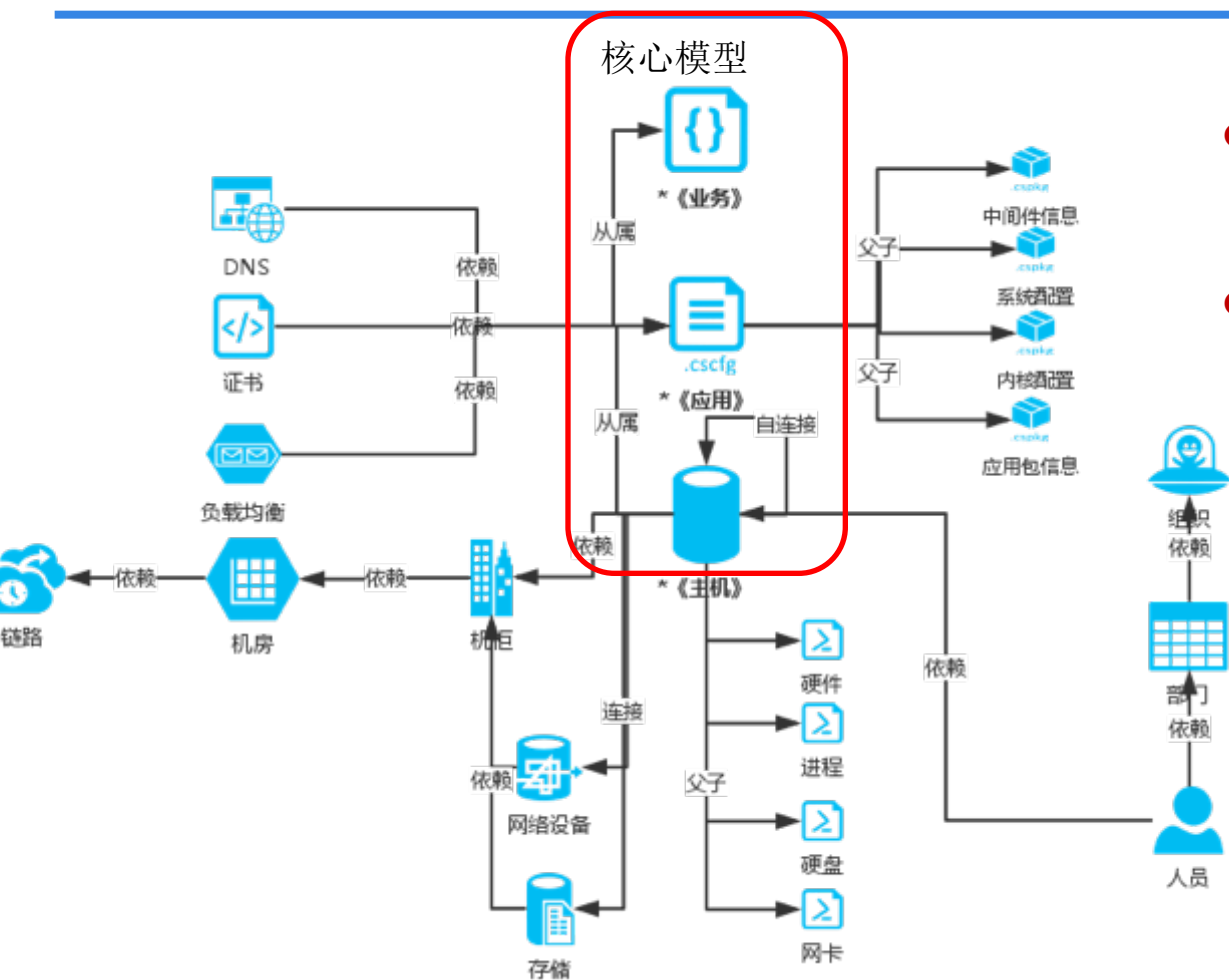 核心模型
*《业务》
从属
DNS
依赖
证书
依赖
依赖
负载均衡
.cscfg
*《应用》
从属
自连接
父子
父子
.cspkg
中间件信息
.cspkg
系统配置
.cspkg
内核配置
.cspkg
应用包信息
*《主机》
依赖
链路
依赖
机房
依赖
机柜
连接
依赖
网络设备
存储
父子
硬件
进程
硬盘
网卡
依赖
组织
依赖
部门
依赖
人员